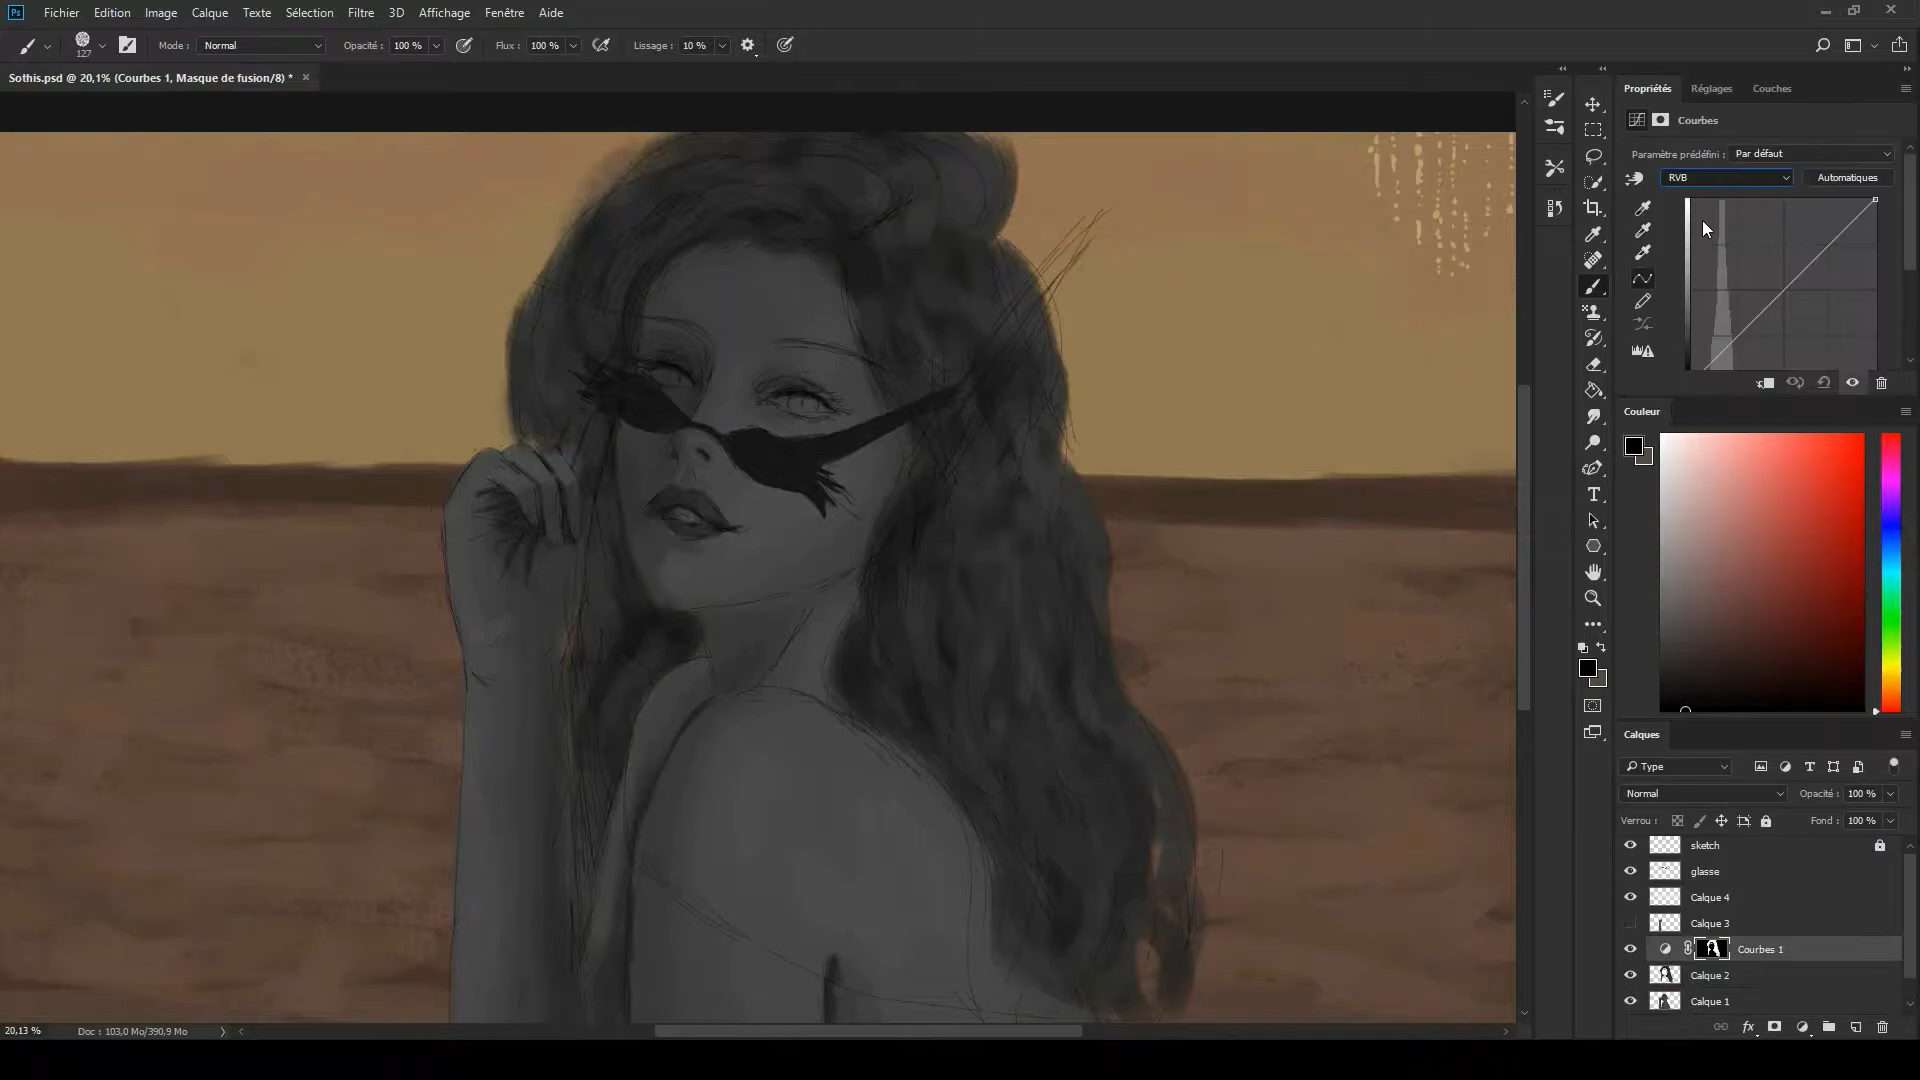 Ps Fichier Edition Image Calque Texte Sélection Filtre 3D Affichage Fenêtre Aide
127 Mode : Normal Opacité : 100 % Flux : 100 % Lissage : 10 %
Sothis.psd @ 20,1% (Courbes 1, Masque de fusion/8) * ×
Propriétés Réglages Couches
Courbes
Paramètre prédéfini : Par défaut
RVB Automatiques
Couleur
Calques
Type
Normal Opacité : 100 %
Verrou : Fond : 100 %
sketch
glasse
Calque 4
Calque 3
Courbes 1
Calque 2
Calque 1
20,13 % Doc : 103,0 Mo/390,9 Mo
fx